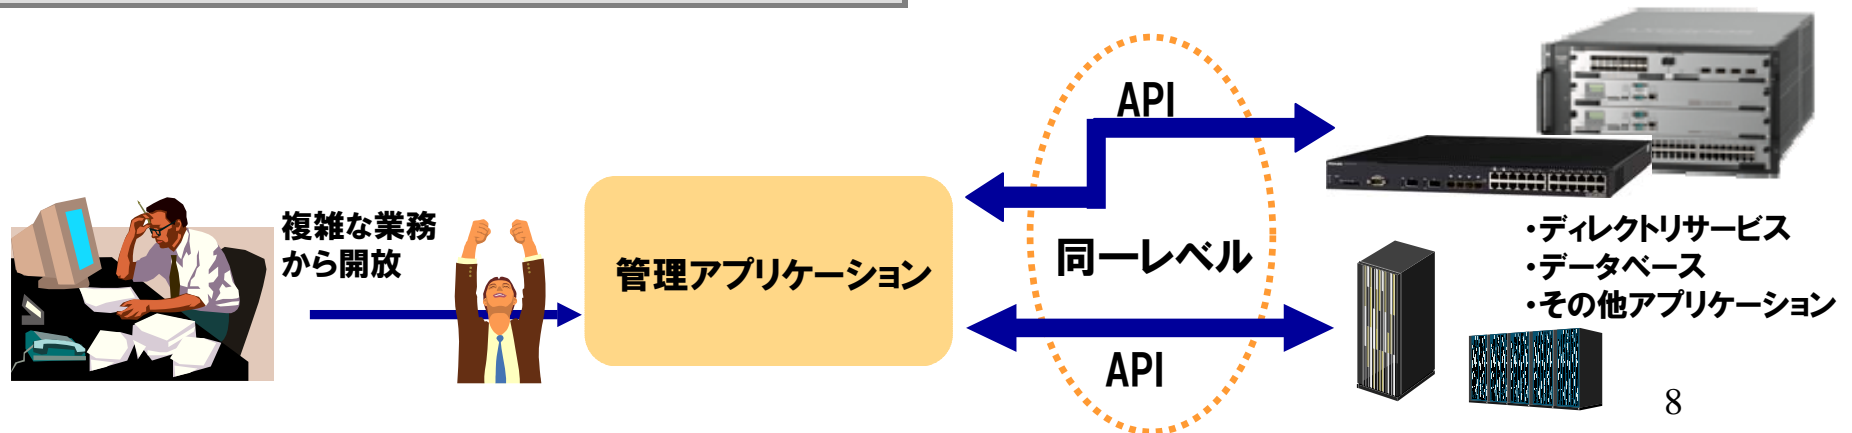 API
複雑な業務
から開放
管理アプリケーション
同一レベル
API
・ディレクトリサービス
・データベース
・その他アプリケーション
8